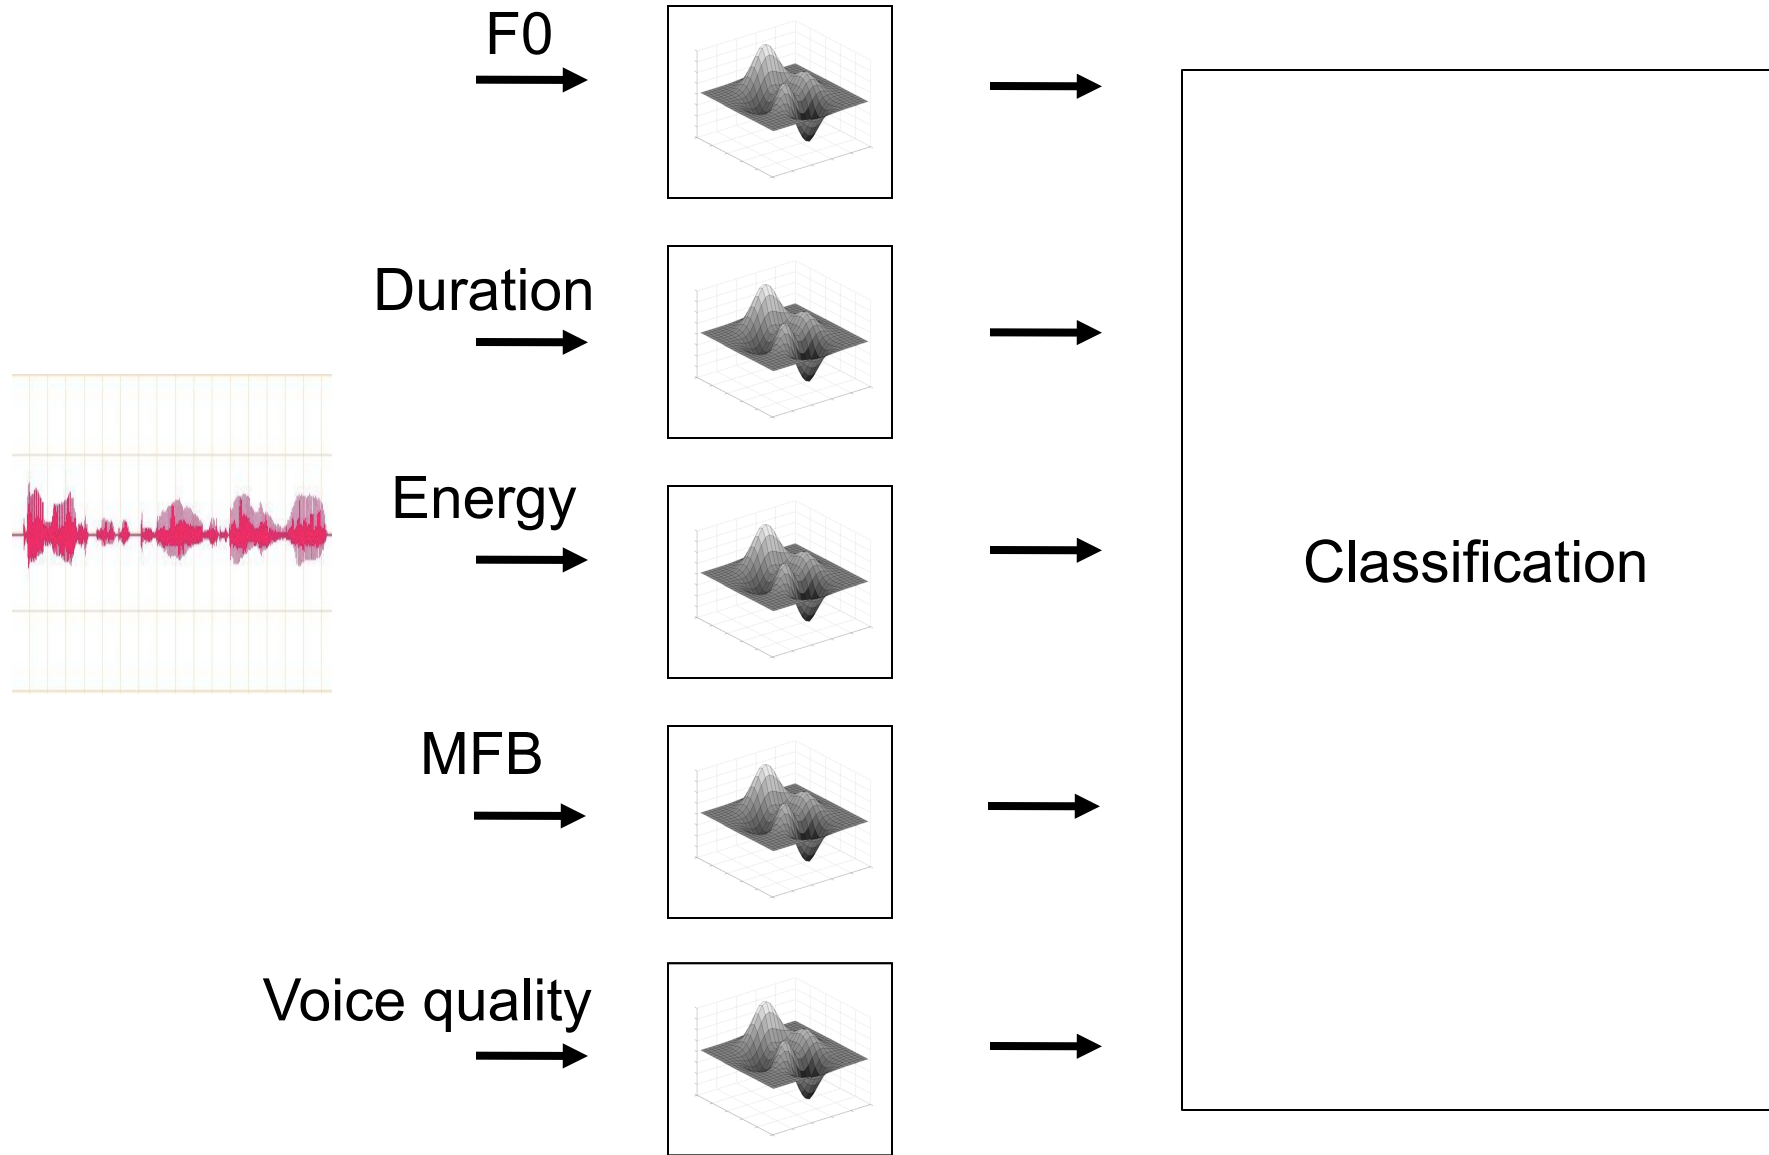 F0
Duration
Energy
MFB
Voice quality
Classification